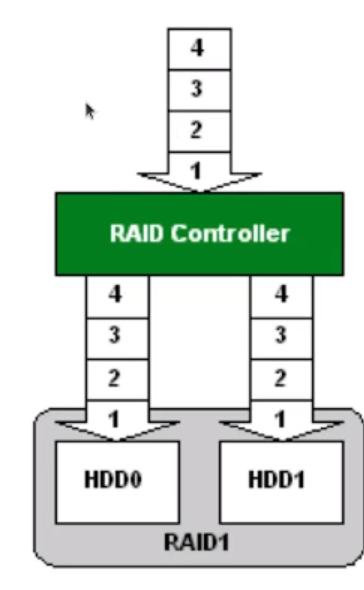 4
3
2
1
RAID Controller
4 4
3 3
2 2
1 1
HDD0 HDD1
RAID1